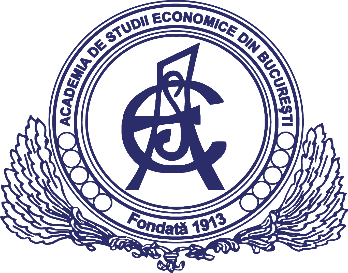 ACADEMIA DE STUDII ECONOMICE DIN BUCUREȘTI
Fondată 1913